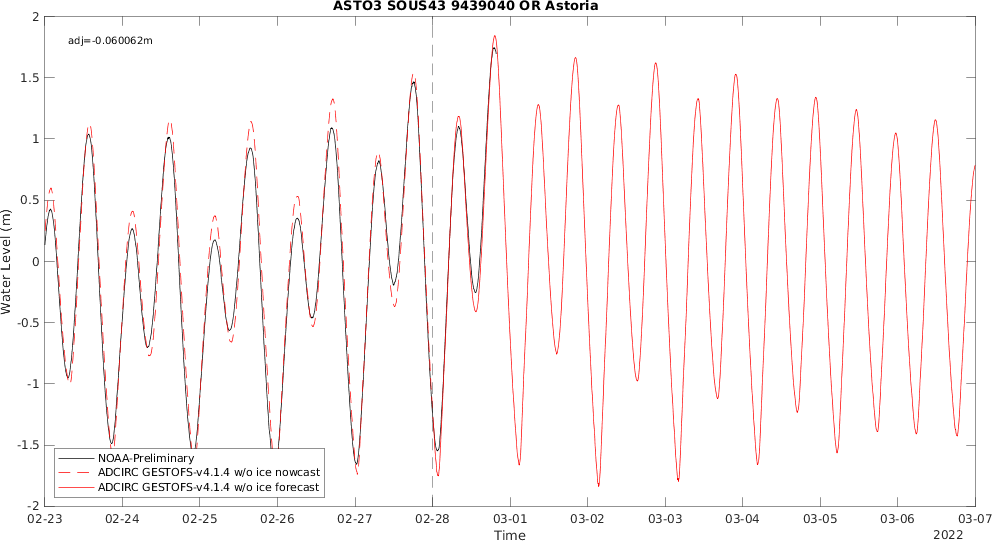 ASTO3 SOUS43 9439040 OR Astoria
adj=-0.060062m
2
1.5
1
0.5
0
-0.5
-1
-1.5
-2
Water Level (m)
NOAA-Preliminary
ADCIRC GESTOFS-v4.1.4 w/o ice nowcast
ADCIRC GESTOFS-v4.1.4 w/o ice forecast
02-23 02-24 02-25 02-26 02-27 02-28 03-01 03-02 03-03 03-04 03-05 03-06 03-07
Time
2022